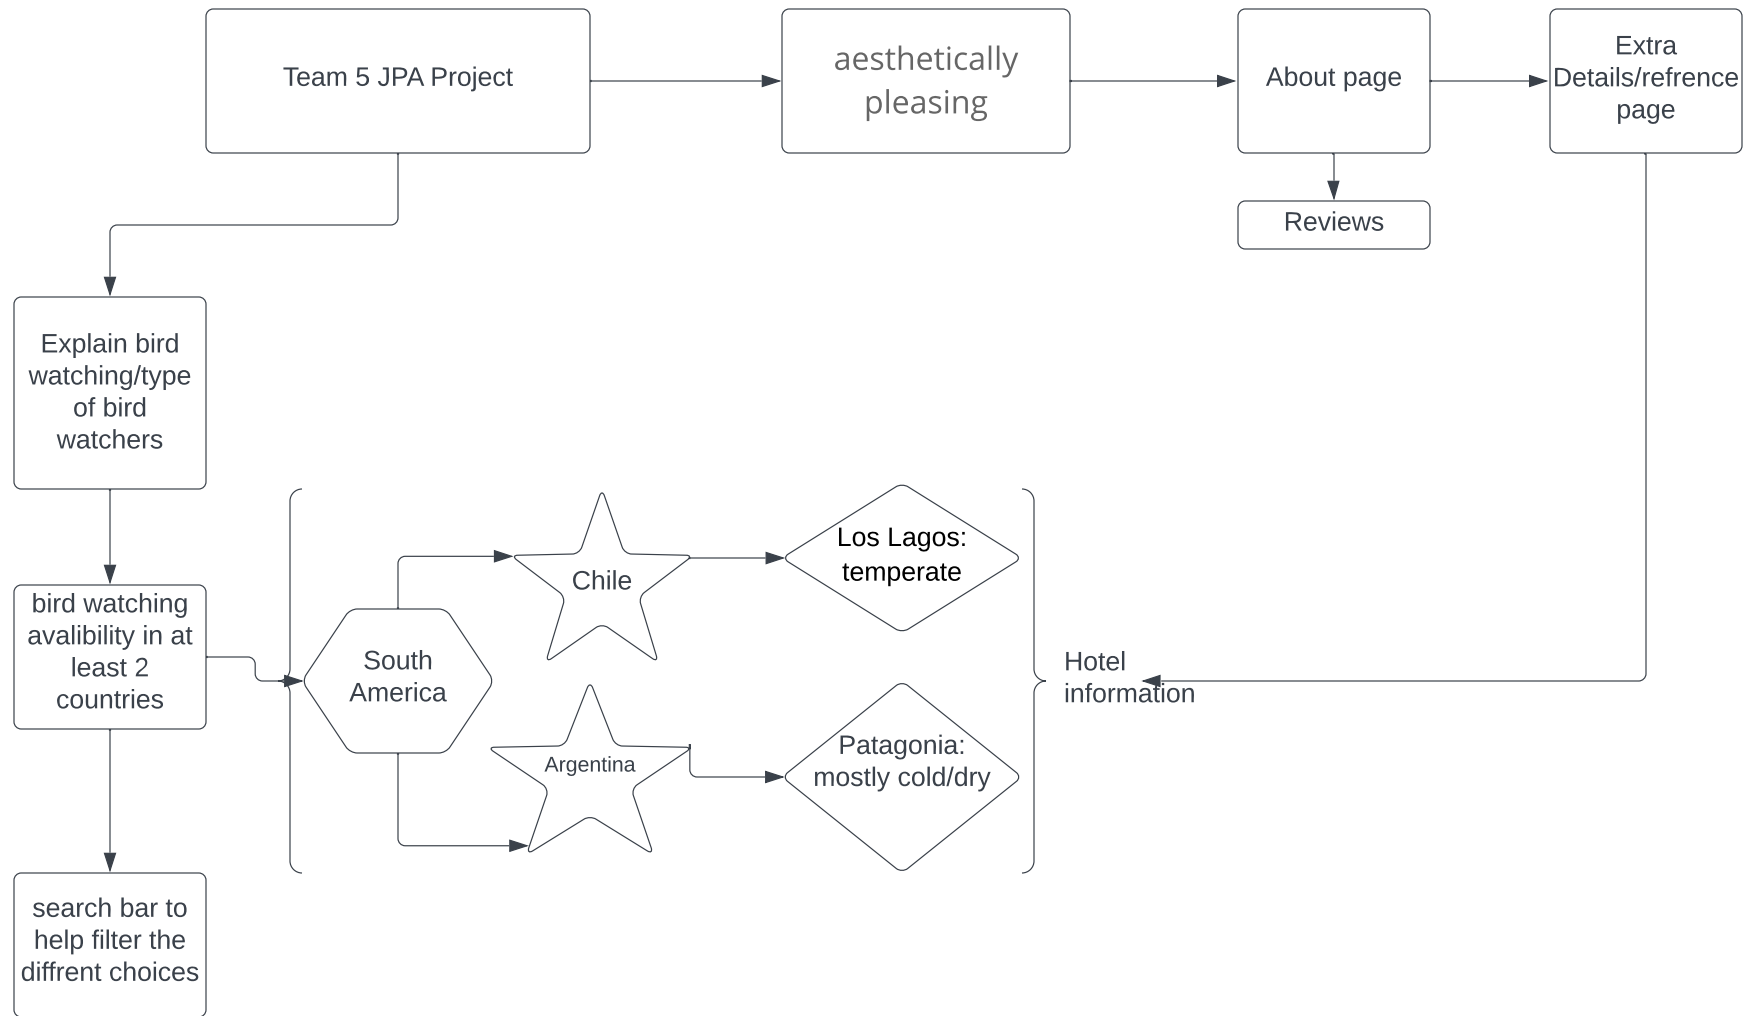 Team 5 JPA Project
aesthetically
pleasing
About page
Extra
Details/refrence
page
Reviews
Explain bird
watching/type
of bird
watchers
bird watching
avalibility in at
least 2
countries
South
America
Chile
Los Lagos:
temperate
Argentina
Patagonia:
mostly cold/dry
Hotel
information
search bar to
help filter the
diffrent choices